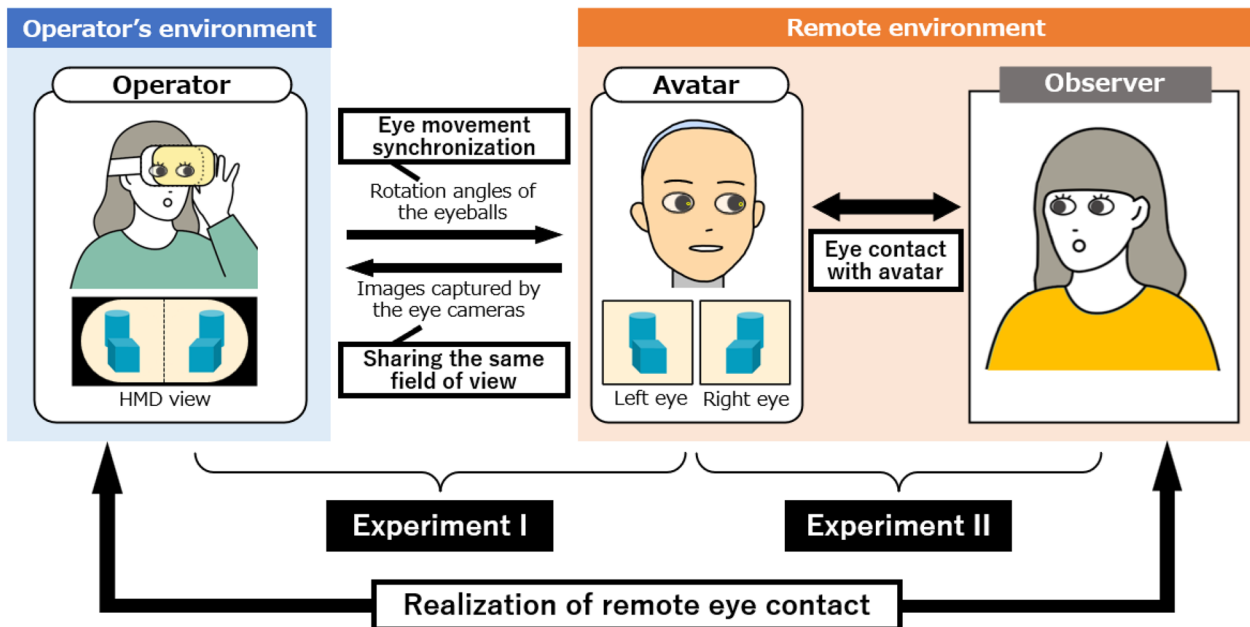 Operator's environment
Remote environment
Operator
Avatar
Observer
Eye movement
synchronization
Rotation angles of
the eyeballs
Images captured by
the eye cameras
Sharing the same
field of view
Eye contact
with avatar
HMD view
Left eye
Right eye
Experiment I
Experiment II
Realization of remote eye contact